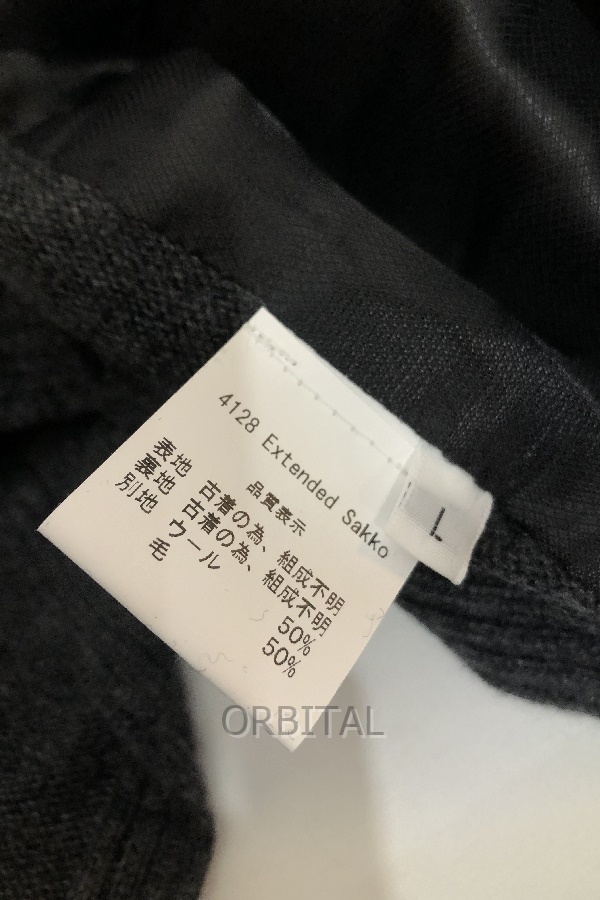 4128 Extended Sakko
品質表示
表地 古着の為、組成不明
裏地 古着の為、組成不明
別地 ウール 50%
毛 50%
L
ORBITAL